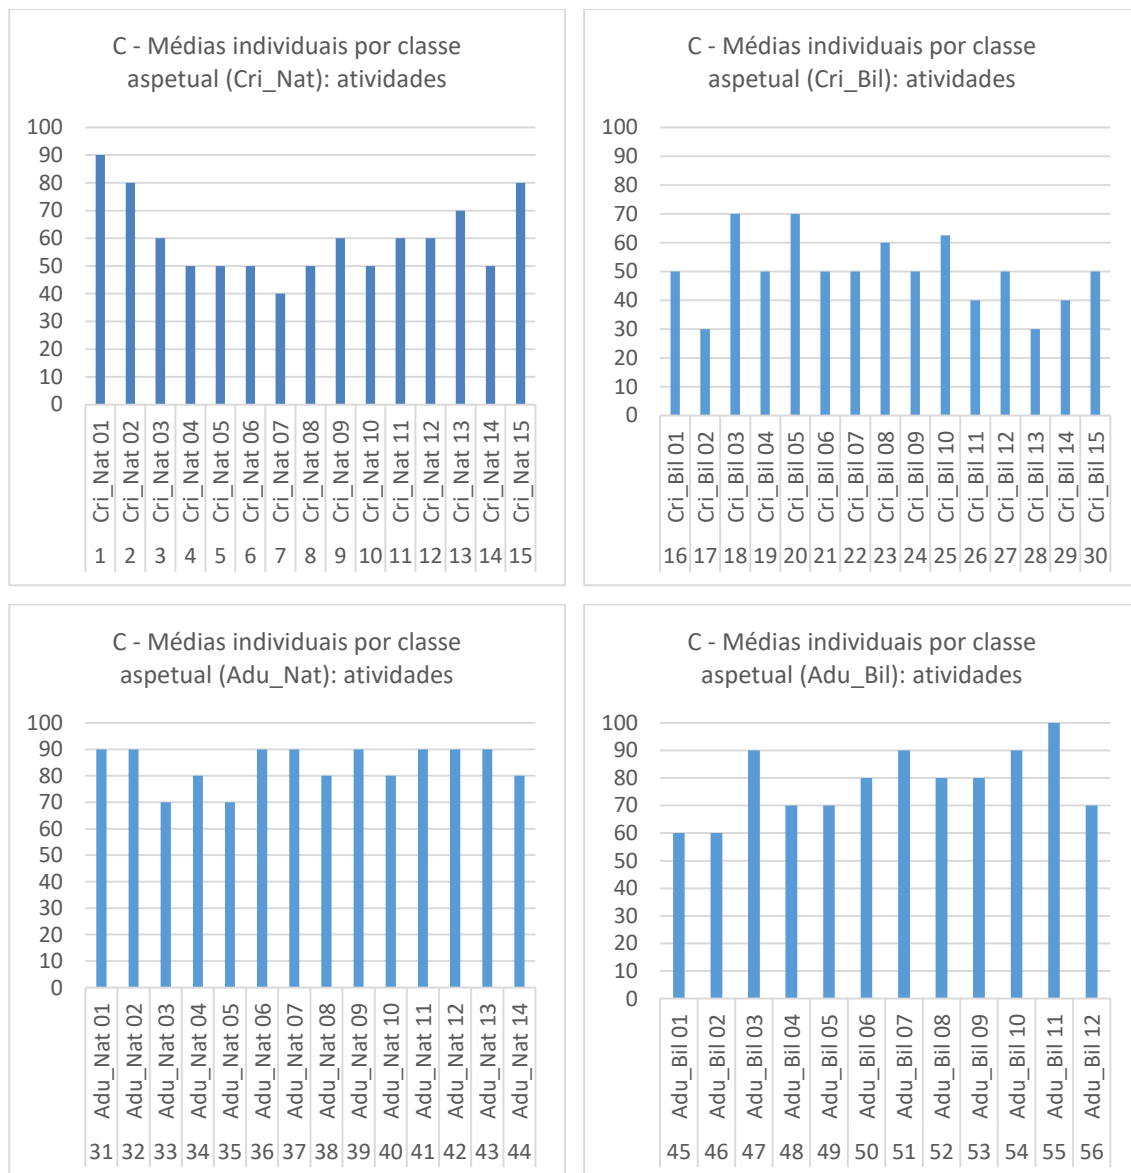 C - Médias individuais por classe
aspetual (Cri_Nat): atividades
100
90
80
70
60
50
40
30
20
10
0
Cri_Nat 01
Cri_Nat 02
Cri_Nat 03
Cri_Nat 04
Cri_Nat 05
Cri_Nat 06
Cri_Nat 07
Cri_Nat 08
Cri_Nat 09
Cri_Nat 10
Cri_Nat 11
Cri_Nat 12
Cri_Nat 13
Cri_Nat 14
Cri_Nat 15
1 2 3 4 5 6 7 8 9 10 11 12 13 14 15
C - Médias individuais por classe
aspetual (Cri_Bil): atividades
100
90
80
70
60
50
40
30
20
10
0
Cri_Bil 01
Cri_Bil 02
Cri_Bil 03
Cri_Bil 04
Cri_Bil 05
Cri_Bil 06
Cri_Bil 07
Cri_Bil 08
Cri_Bil 09
Cri_Bil 10
Cri_Bil 11
Cri_Bil 12
Cri_Bil 13
Cri_Bil 14
Cri_Bil 15
16 17 18 19 20 21 22 23 24 25 26 27 28 29 30
C - Médias individuais por classe
aspetual (Adu_Nat): atividades
100
90
80
70
60
50
40
30
20
10
0
Adu_Nat 01
Adu_Nat 02
Adu_Nat 03
Adu_Nat 04
Adu_Nat 05
Adu_Nat 06
Adu_Nat 07
Adu_Nat 08
Adu_Nat 09
Adu_Nat 10
Adu_Nat 11
Adu_Nat 12
Adu_Nat 13
Adu_Nat 14
31 32 33 34 35 36 37 38 39 40 41 42 43 44
C - Médias individuais por classe
aspetual (Adu_Bil): atividades
100
90
80
70
60
50
40
30
20
10
0
Adu_Bil 01
Adu_Bil 02
Adu_Bil 03
Adu_Bil 04
Adu_Bil 05
Adu_Bil 06
Adu_Bil 07
Adu_Bil 08
Adu_Bil 09
Adu_Bil 10
Adu_Bil 11
Adu_Bil 12
45 46 47 48 49 50 51 52 53 54 55 56